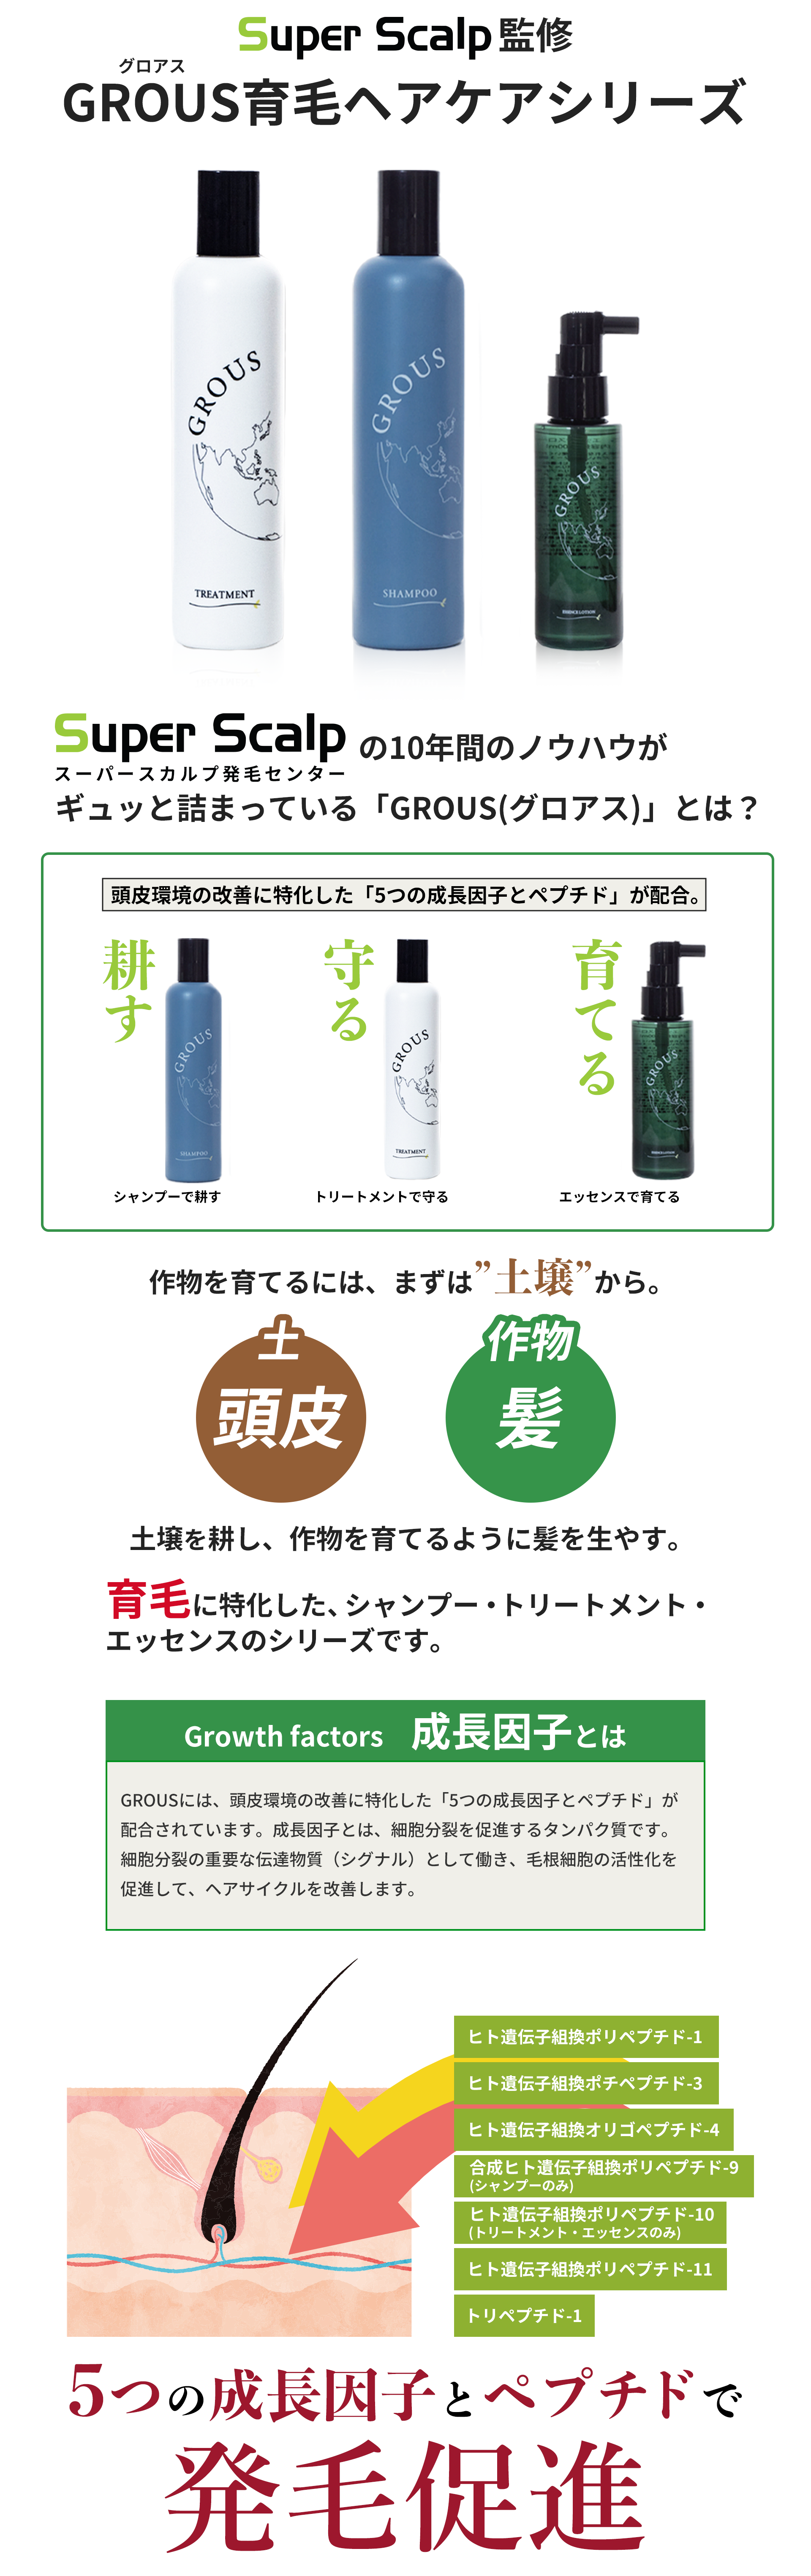 Super Scalp 監修
グロアス
GROUS育毛ヘアケアシリーズ
GROUS
TREATMENT
GROUS
SHAMPOO
GROUS
ESSENCE LOTION
Super Scalp
スーパースカルプ発毛センター
の10年間のノウハウが
ギュッと詰まっている「GROUS(グロアス)」とは？
頭皮環境の改善に特化した「5つの成長因子とペプチド」が配合。
耕す
GROUS
SHAMPOO
シャンプーで耕す
守る
GROUS
TREATMENT
トリートメントで守る
育てる
GROUS
ESSENCE LOTION
エッセンスで育てる
作物を育てるには、まずは”土壌”から。
土
頭皮
作物
髪
土壌を耕し、作物を育てるように髪を生やす。
育毛に特化した、シャンプー・トリートメント・
エッセンスのシリーズです。
Growth factors 成長因子とは
GROUSには、頭皮環境の改善に特化した「5つの成長因子とペプチド」が
配合されています。成長因子とは、細胞分裂を促進するタンパク質です。
細胞分裂の重要な伝達物質（シグナル）として働き、毛根細胞の活性化を
促進して、ヘアサイクルを改善します。
ヒト遺伝子組換ポリペプチド-1
ヒト遺伝子組換ポチペプチド-3
ヒト遺伝子組換オリゴペプチド-4
合成ヒト遺伝子組換ポリペプチド-9
(シャンプーのみ)
ヒト遺伝子組換ポリペプチド-10
(トリートメント・エッセンスのみ)
ヒト遺伝子組換ポリペプチド-11
トリペプチド-1
5つの成長因子とペプチドで
発毛促進